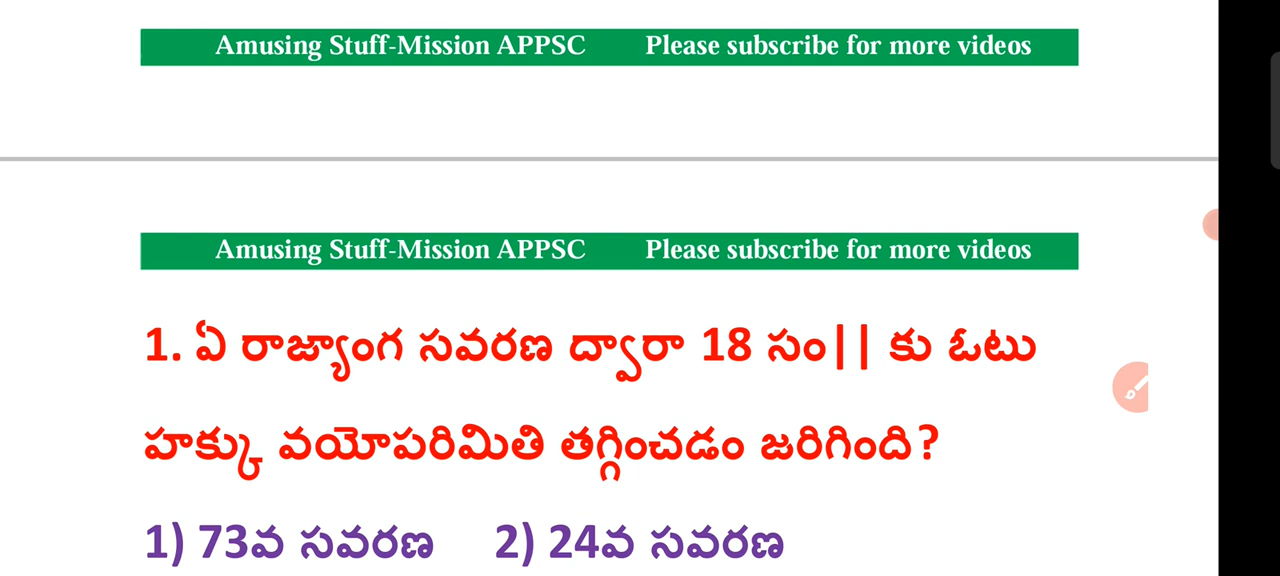 Amusing Stuff-Mission APPSC Please subscribe for more videos
Amusing Stuff-Mission APPSC Please subscribe for more videos
1. ఏ రాజ్యాంగ సవరణ ద్వారా 18 సం|| కు ఓటు
హక్కు వయోపరిమితి తగ్గించడం జరిగింది?
1) 73వ సవరణ 2) 24వ సవరణ